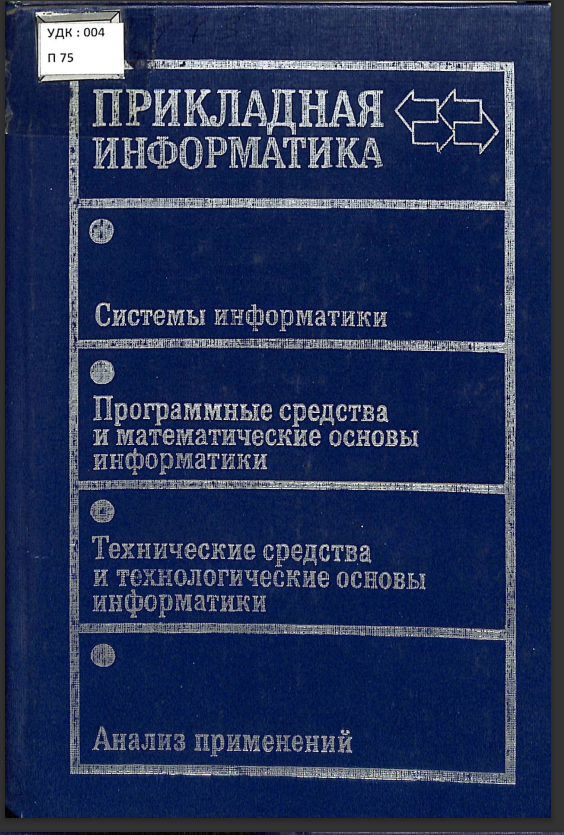 УДК : 004
П 75
ПРИКЛАДНАЯ
ИНФОРМАТИКА
Системы информатики
Программные средства
и математические основы
информатики
Технические средства
и технологические основы
информатики
Анализ применений